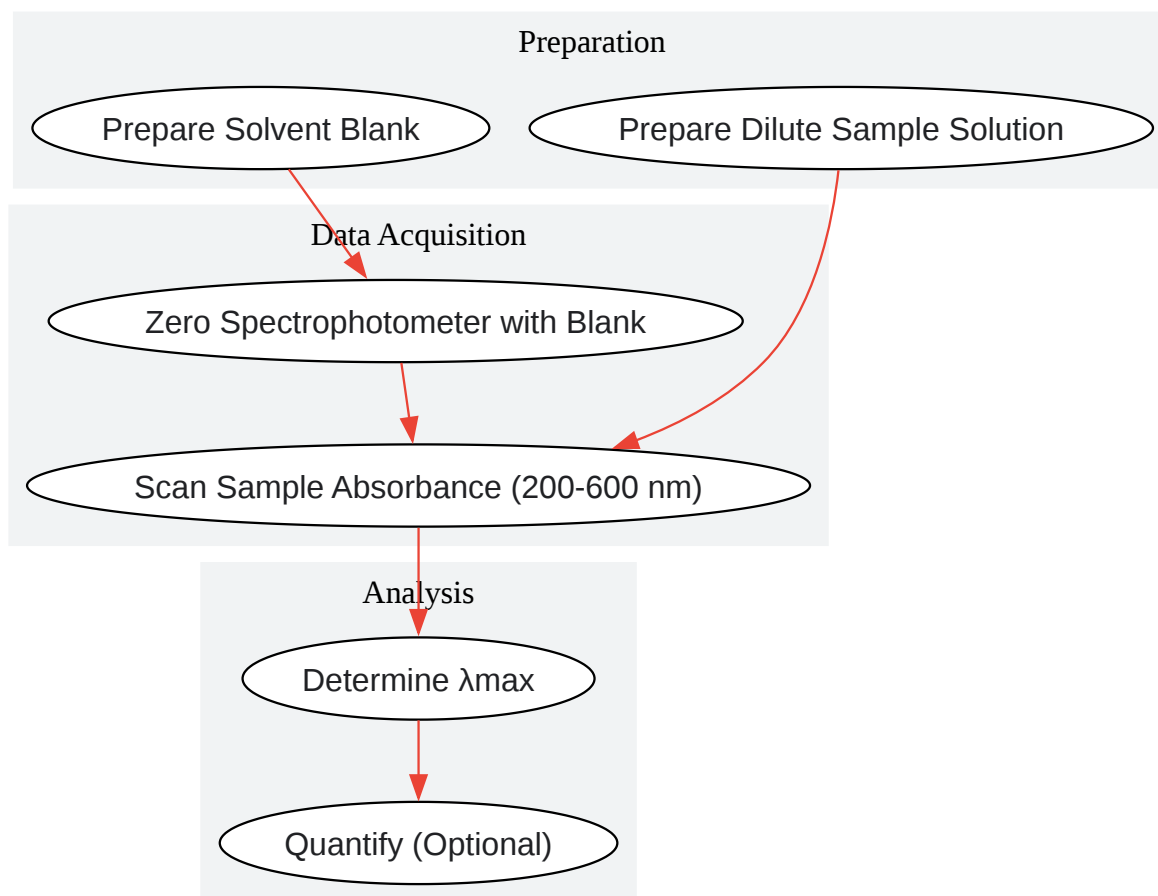 Preparation
Prepare Solvent Blank
Prepare Dilute Sample Solution
Data Acquisition
Zero Spectrophotometer with Blank
Scan Sample Absorbance (200-600 nm)
Analysis
Determine λmax
Quantify (Optional)